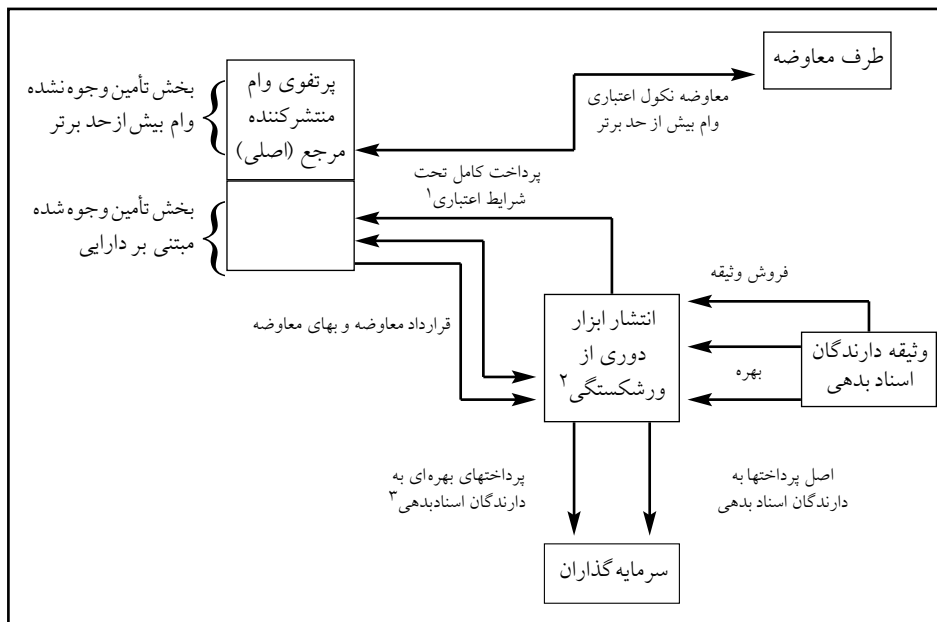 طرف معاوضه
معاوضه نکول اعتباری
وام بیش از حد برتر
پرتفوی وام
منتشرکننده
مرجع (اصلی)
بخش تأمین وجوه نشده
وام بیش از حد برتر
پرداخت کامل تحت
شرایط اعتباری۱
بخش تأمین وجوه شده
مبتنی بر دارایی
فروش وثیقه
انتشار ابزار
دوری از
ورشکستگی۲
قرارداد معاوضه و بهای معاوضه
وثیقه دارندگان
اسناد بدهی
بهره
اصل پرداختها به
دارندگان اسناد بدهی
پرداختهای بهره‌ای به
دارندگان اسناد بدهی۳
سرمایه گذاران